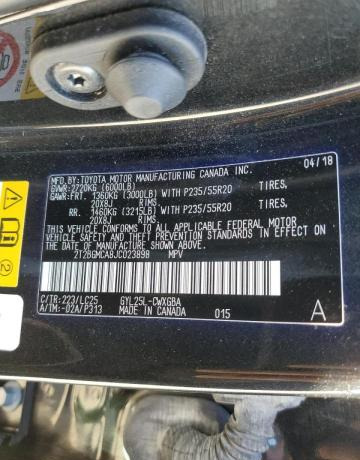 MFD.BY:TOYOTA MOTOR MANUFACTURING CANADA INC. 04/18
GVWR:2720KG (6000LB)
GAWR:FRT. 1360KG (3000LB) WITH P235/55R20 TIRES,
20X8J RIMS,
RR. 1460KG (3215LB) WITH P235/55R20 TIRES,
20X8J RIMS,
THIS VEHICLE CONFORMS TO ALL APPLICABLE FEDERAL MOTOR
VEHICLE SAFETY AND THEFT PREVENTION STANDARDS IN EFFECT
ON THE DATE OF MANUFACTURE SHOWN ABOVE.
2T2BGMCA8JC023898 MPV
C/TR:223/LC25 GYL25L-CWXGBA A
A/TM:-02A/P313 MADE IN CANADA 015
2